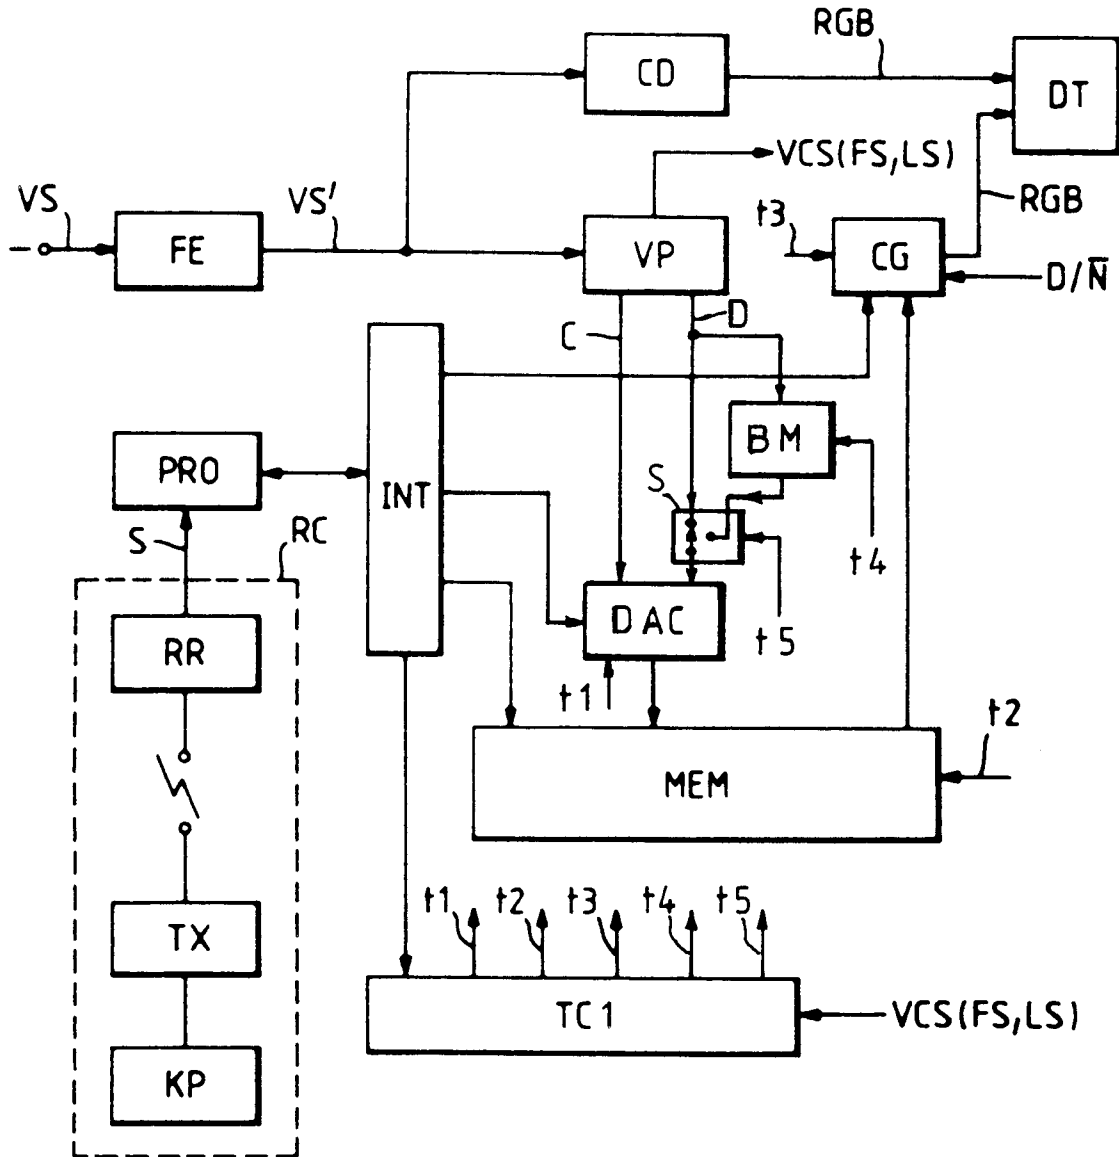 RGB
CD
DT
VCS(FS,LS)
VS
VS'
RGB
t3
FE
VP
CG
D/N̅
C
D
BM
PRO
INT
S
S
RC
t4
DAC
t5
RR
t1
t2
MEM
t1 t2 t3 t4 t5
TX
TC1
VCS(FS,LS)
KP